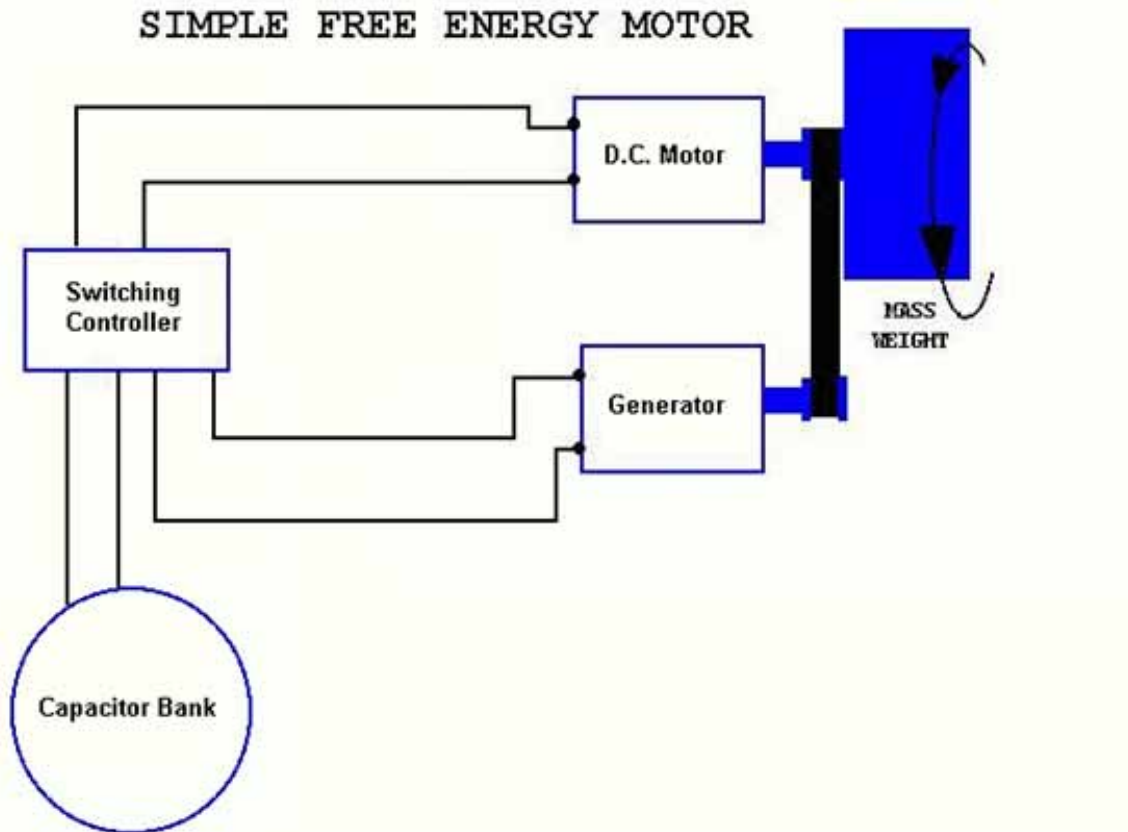 SIMPLE FREE ENERGY MOTOR
D.C. Motor
Switching
Controller
MASS
WEIGHT
Generator
Capacitor Bank